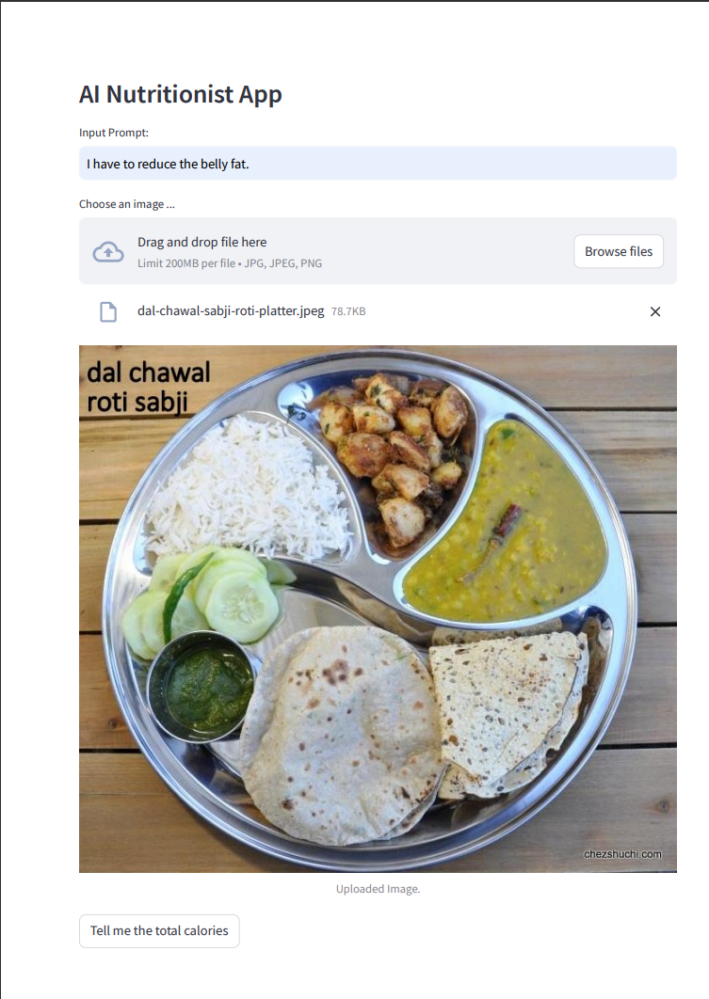 AI Nutritionist App
Input Prompt:
I have to reduce the belly fat.
Choose an image ...
Drag and drop file here
Limit 200MB per file • JPG, JPEG, PNG
Browse files
dal-chawal-sabji-roti-platter.jpeg 78.7KB
dal chawal
roti sabji
chezshuchi.com
Uploaded Image.
Tell me the total calories